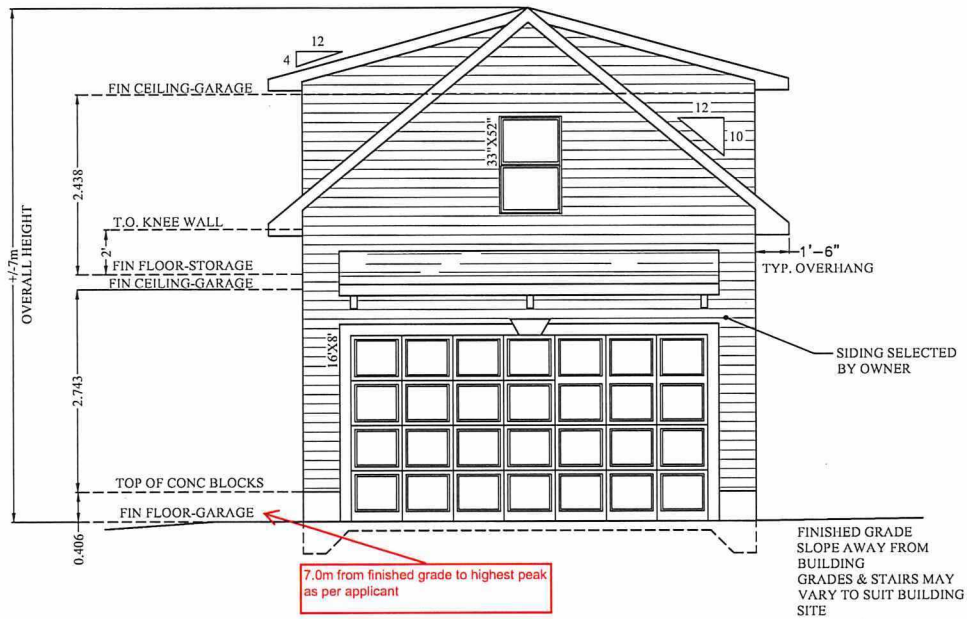 12
4
FIN CEILING-GARAGE
12
10
33"X52"
2.438
+/-7m
OVERALL HEIGHT
T.O. KNEE WALL
2'
1'-6"
TYP. OVERHANG
FIN FLOOR-STORAGE
FIN CEILING-GARAGE
16'X8'
SIDING SELECTED
BY OWNER
2.743
TOP OF CONC BLOCKS
FIN FLOOR-GARAGE
0.406
7.0m from finished grade to highest peak
as per applicant
FINISHED GRADE
SLOPE AWAY FROM
BUILDING
GRADES & STAIRS MAY
VARY TO SUIT BUILDING
SITE